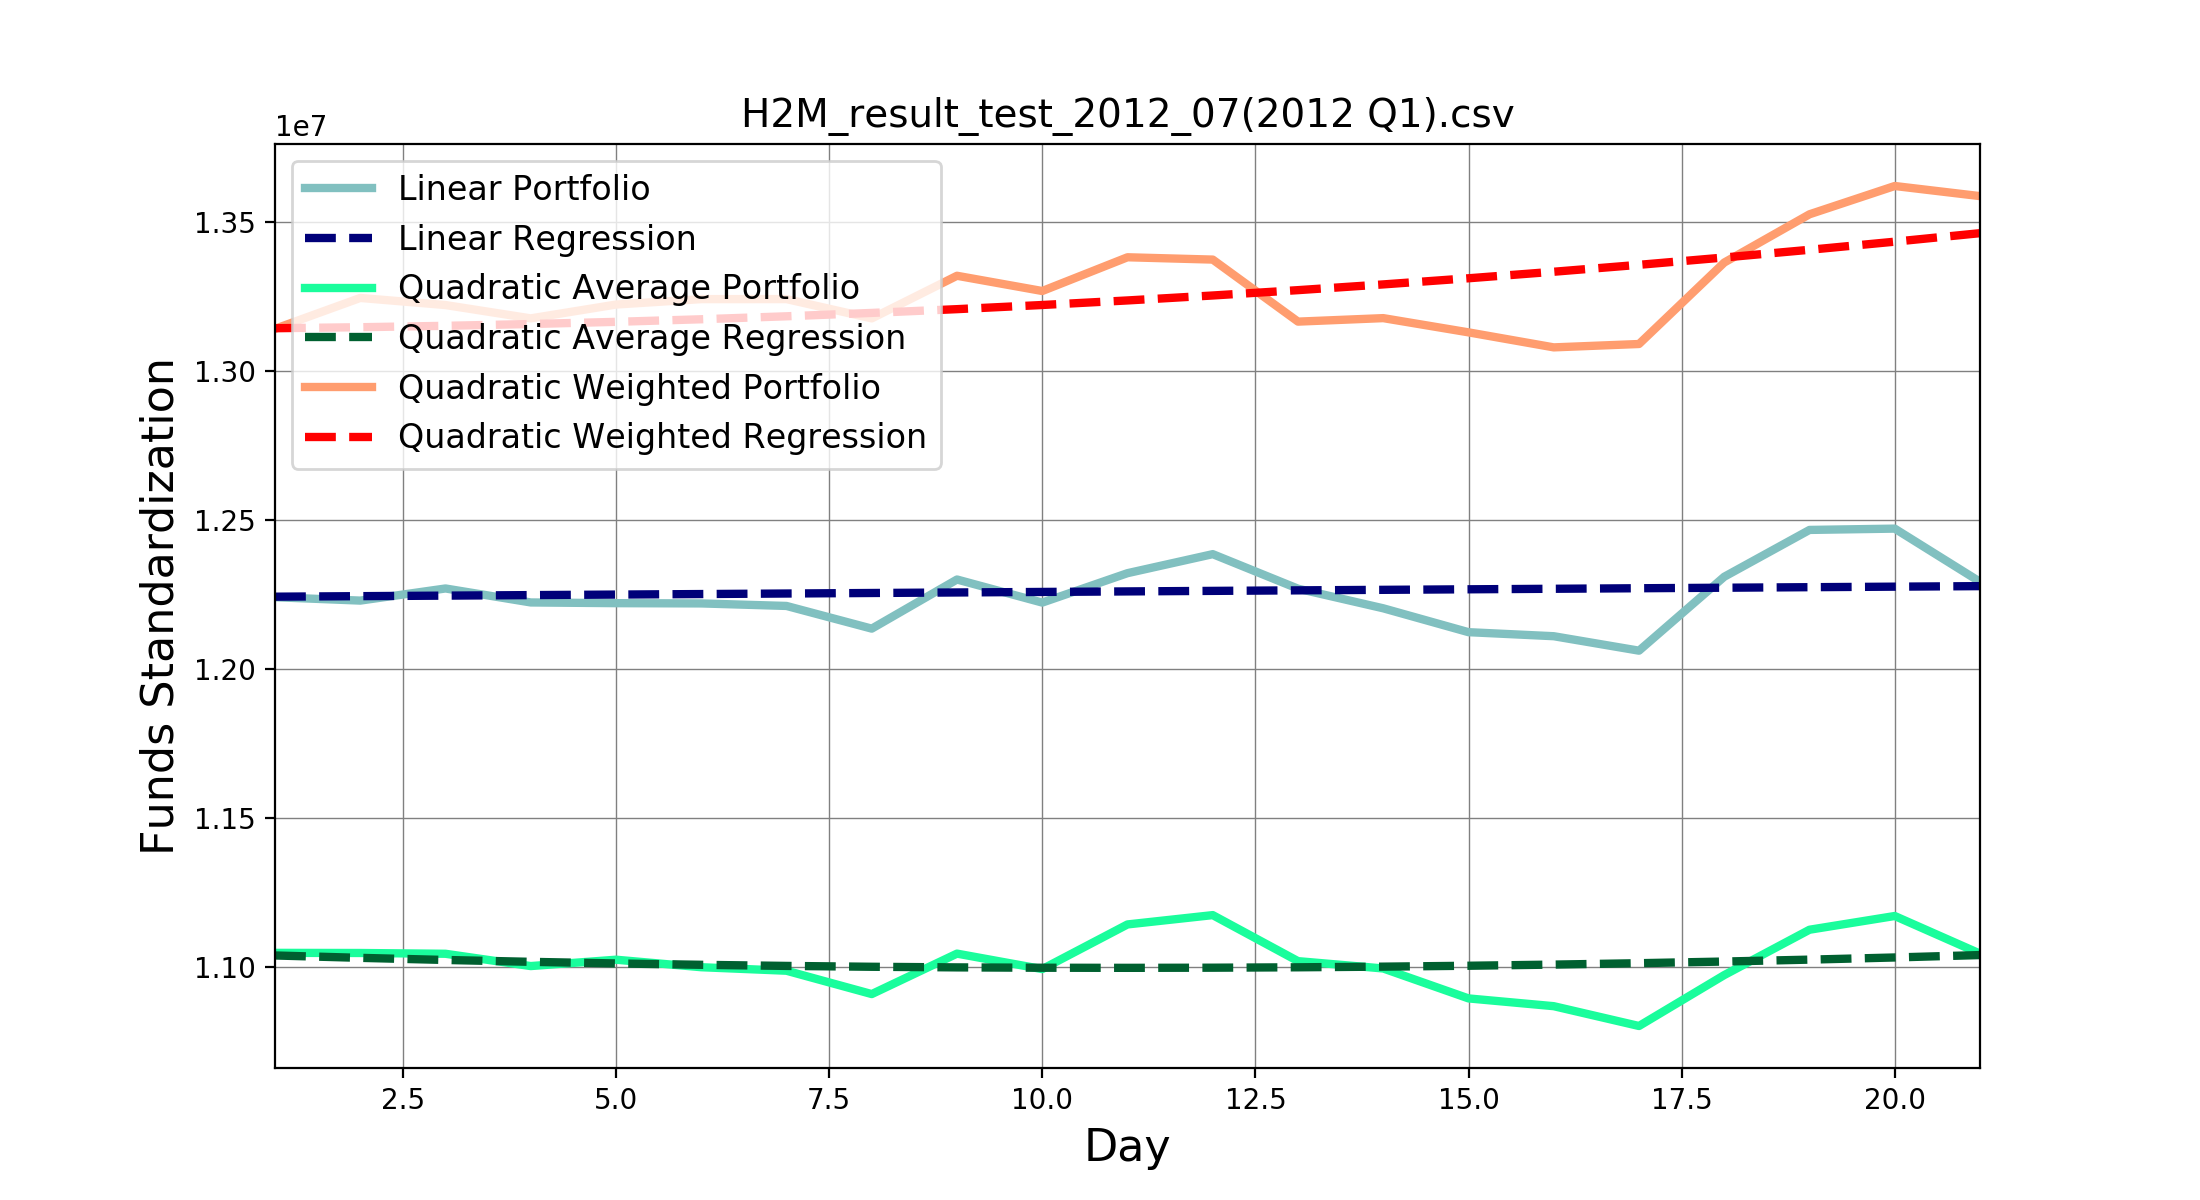 H2M_result_test_2012_07(2012 Q1).csv
1e7
Linear Portfolio
Linear Regression
Quadratic Average Portfolio
Quadratic Average Regression
Quadratic Weighted Portfolio
Quadratic Weighted Regression
1.35
1.30
1.25
1.20
1.15
1.10
Funds Standardization
2.5 5.0 7.5 10.0 12.5 15.0 17.5 20.0
Day